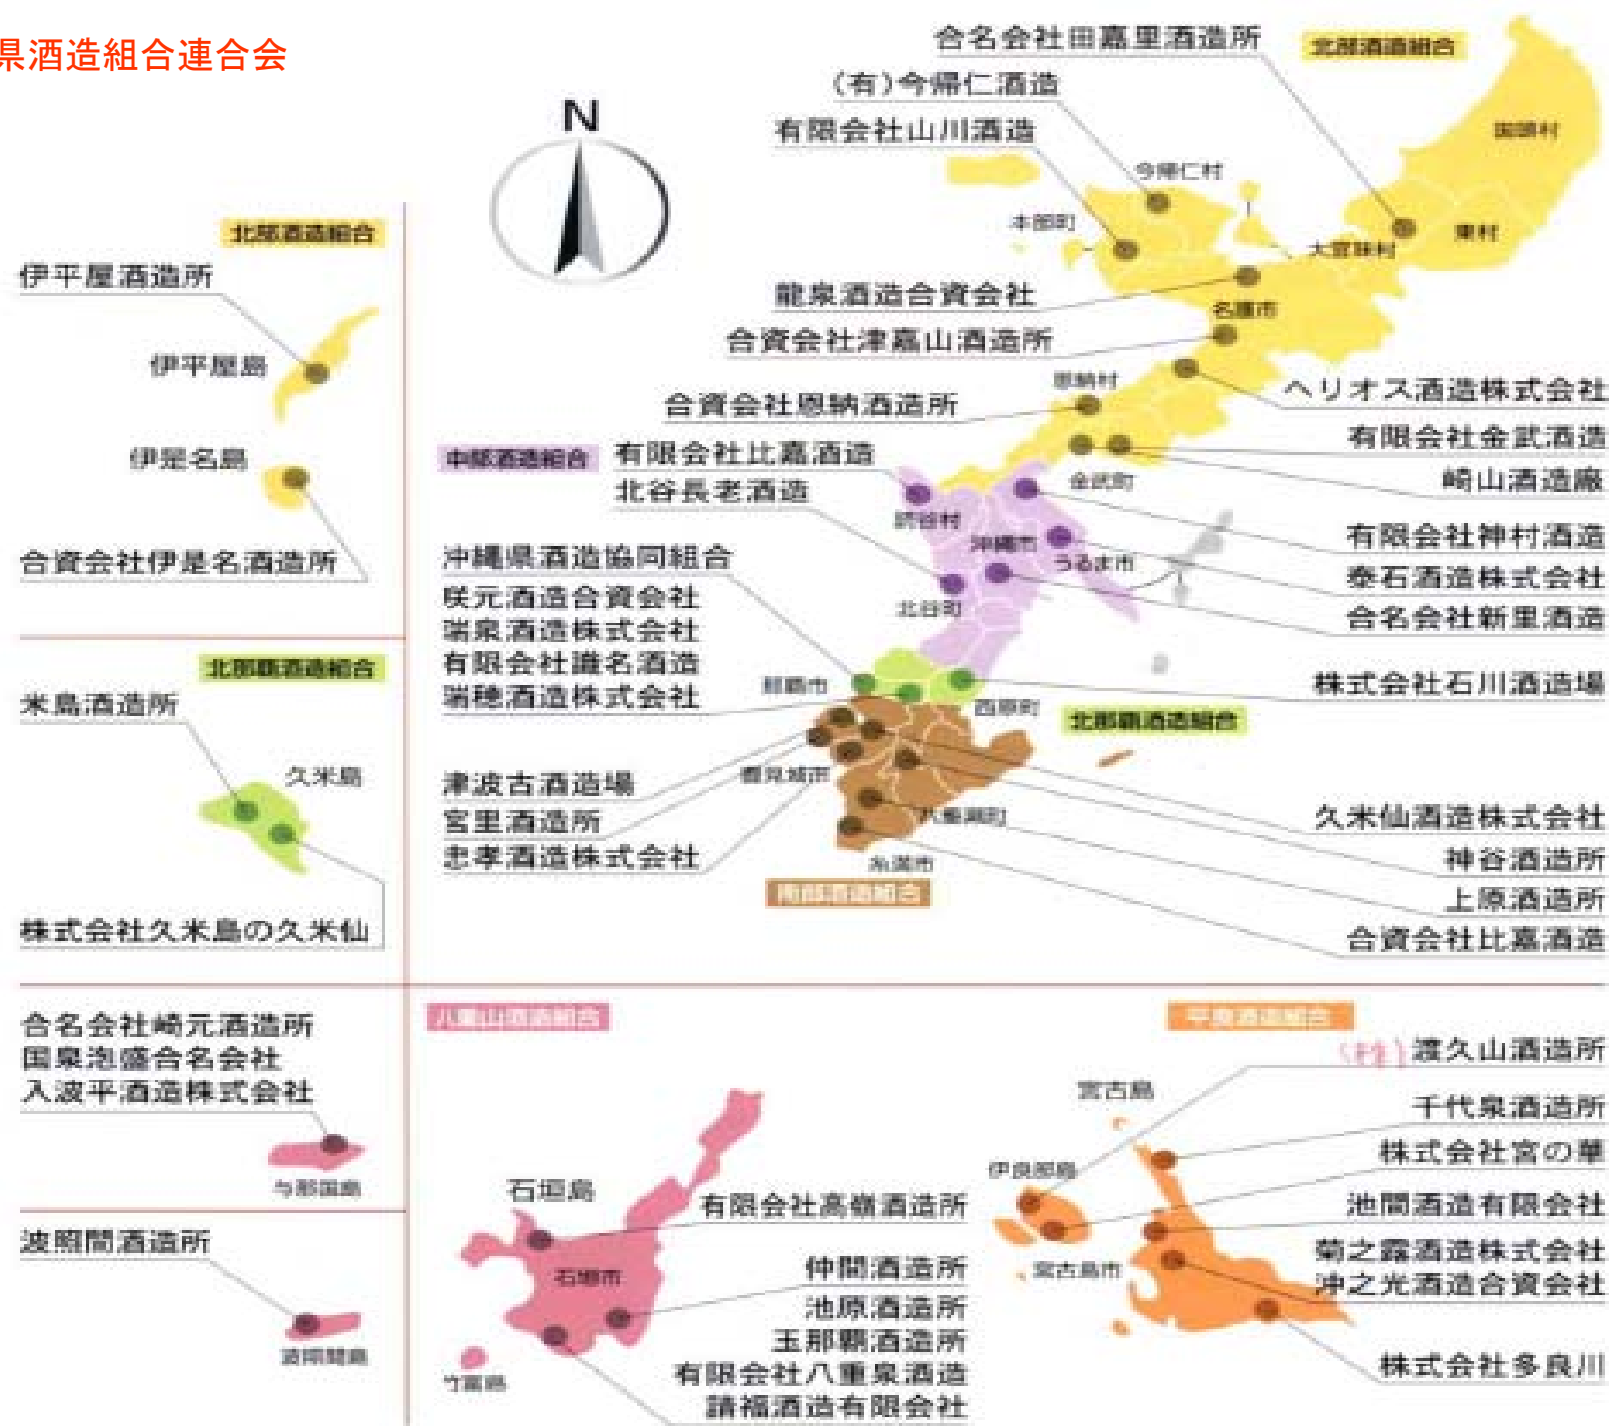 県酒造組合連合会
合名会社田嘉里酒造所
北部酒造組合
(有)今帰仁酒造
有限会社山川酒造
N
国頭村
今帰仁村
本部町
大宜味村
東村
北部酒造組合
伊平屋酒造所
龍泉酒造合資会社
名護市
合資会社津嘉山酒造所
伊平屋島
恩納村
ヘリオス酒造株式会社
合資会社恩納酒造所
有限会社金武酒造
中部酒造組合
有限会社比嘉酒造
伊是名島
北谷長老酒造
金武町
崎山酒造廠
読谷村
有限会社神村酒造
沖縄市
うるま市
沖縄県酒造協同組合
合資会社伊是名酒造所
泰石酒造株式会社
咲元酒造合資会社
北谷町
合名会社新里酒造
瑞泉酒造株式会社
有限会社識名酒造
北那覇酒造組合
瑞穂酒造株式会社
那覇市
株式会社石川酒造場
米島酒造所
西原町
北那覇酒造組合
久米島
津波古酒造場
豊見城市
宮里酒造所
八重瀬町
久米仙酒造株式会社
忠孝酒造株式会社
糸満市
神谷酒造所
南部酒造組合
上原酒造所
株式会社久米島の久米仙
合資会社比嘉酒造
合名会社崎元酒造所
国泉泡盛合名会社
入波平酒造株式会社
与那国島
八重山酒造組合
平良酒造組合
渡久山酒造所
宮古島
千代泉酒造所
株式会社宮の華
伊良部島
石垣島
有限会社高嶺酒造所
池間酒造有限会社
波照間酒造所
菊之露酒造株式会社
宮古島市
沖之光酒造合資会社
石垣市
仲間酒造所
池原酒造所
玉那覇酒造所
波照間島
株式会社多良川
有限会社八重泉酒造
竹富島
請福酒造有限会社